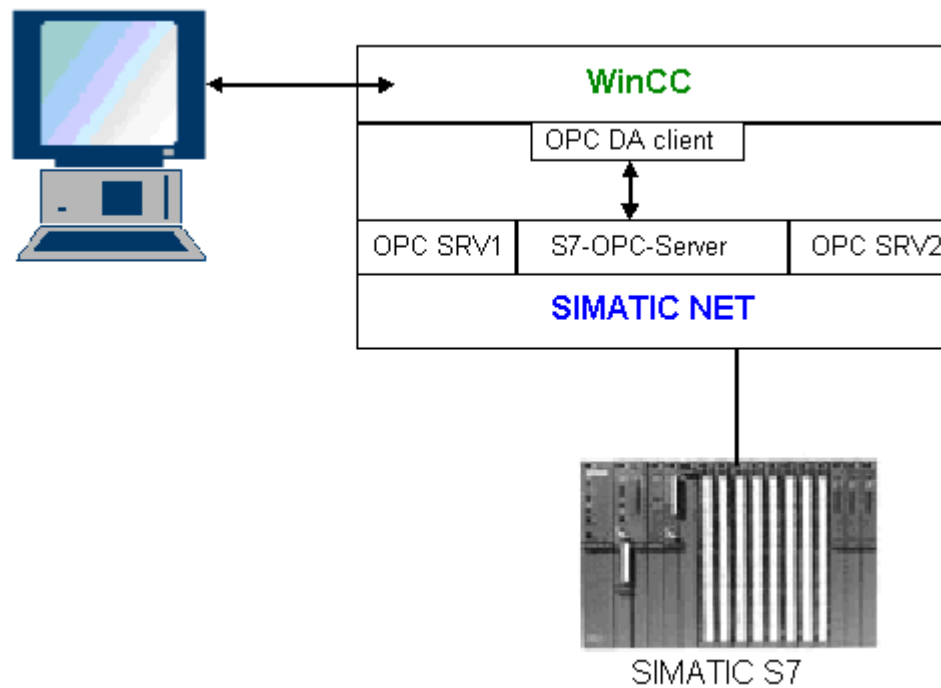 WinCC
OPC DA client
OPC SRV1
S7-OPC-Server
OPC SRV2
SIMATIC NET
SIMATIC S7